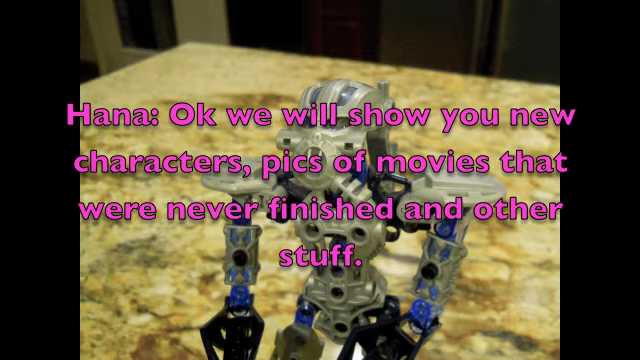 Hana: Ok we will show you new
characters, pics of movies that
were never finished and other
stuff.